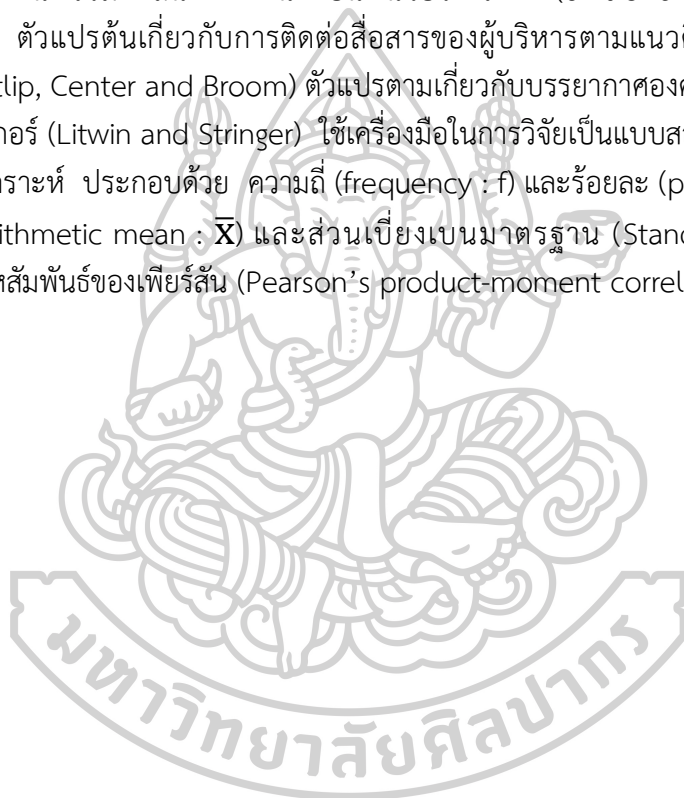 ตัวแปรต้นเกี่ยวกับการติดต่อสื่อสารของผู้บริหารตามแนว
tlip, Center and Broom) ตัวแปรตามเกี่ยวกับบรรยากาศองค
กอร์ (Litwin and Stringer) ใช้เครื่องมือในการวิจัยเป็นแบบส
คราะห์ ประกอบด้วย ความถี่ (frequency : f) และร้อยละ (p
ithmetic mean : x̅) และส่วนเบี่ยงเบนมาตรฐาน (Stand
หสัมพันธ์ของเพียร์สัน (Pearson's product-moment correl
มหาวิทยาลัยศิลปากร